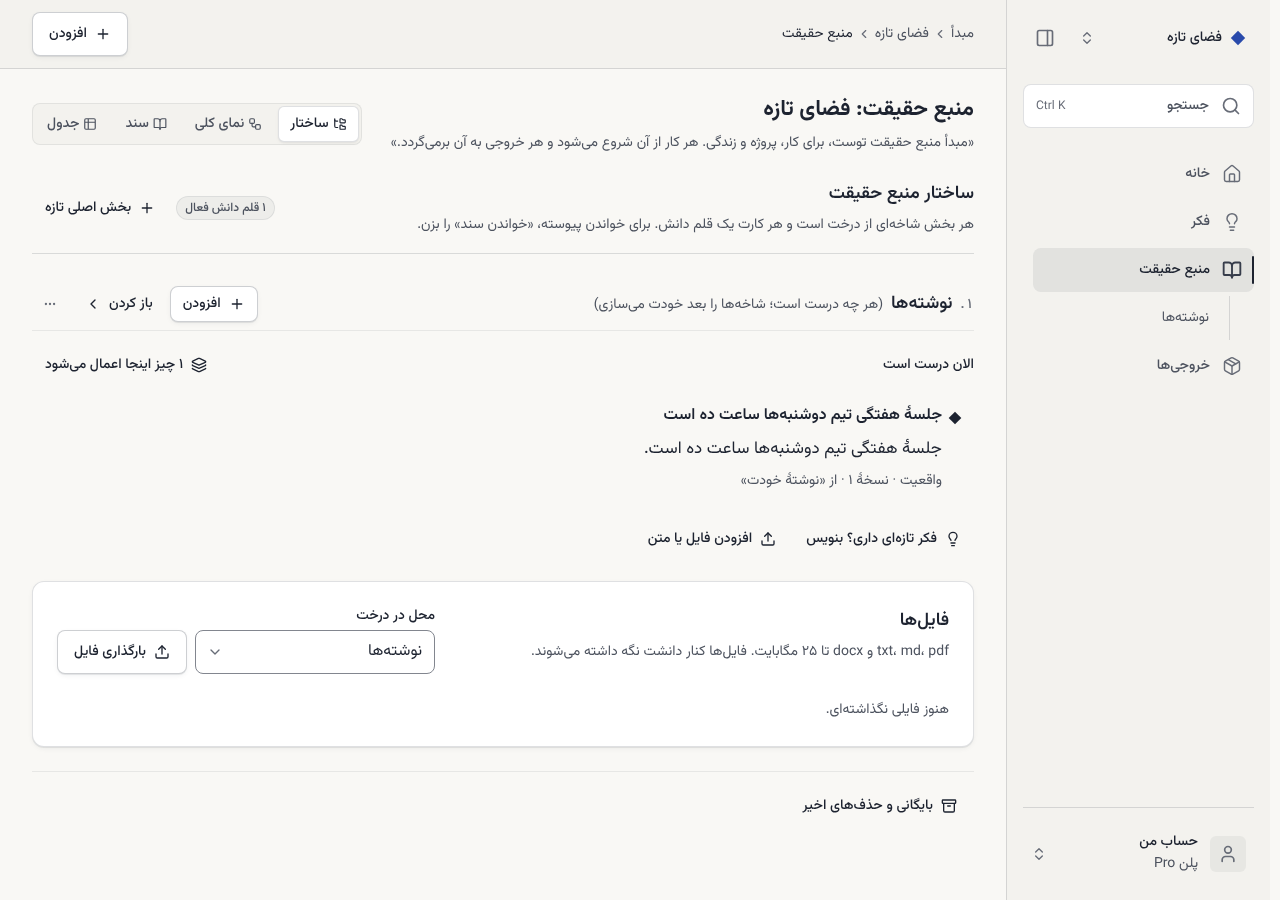 فضای تازه
جستجو
Ctrl K
خانه
فکر
منبع حقیقت
نوشته‌ها
خروجی‌ها
حساب من
پلن Pro
مبدأ › فضای تازه › منبع حقیقت
افزودن
منبع حقیقت: فضای تازه
«مبدأ منبع حقیقت توست، برای کار، پروژه و زندگی. هر کار از آن شروع می‌شود و هر خروجی به آن برمی‌گردد.»
ساختار
نمای کلی
سند
جدول
ساختار منبع حقیقت
هر بخش شاخه‌ای از درخت است و هر کارت یک قلم دانش. برای خواندن پیوسته، «خواندن سند» را بزن.
۱ قلم دانش فعال
بخش اصلی تازه
۱. نوشته‌ها (هر چه درست است؛ شاخه‌ها را بعد خودت می‌سازی)
افزودن
باز کردن
الان درست است
۱ چیز اینجا اعمال می‌شود
جلسهٔ هفتگی تیم دوشنبه‌ها ساعت ده است
جلسهٔ هفتگی تیم دوشنبه‌ها ساعت ده است.
واقعیت · نسخهٔ ۱ · از «نوشتهٔ خودت»
فکر تازه‌ای داری؟ بنویس
افزودن فایل یا متن
فایل‌ها
txt، md، pdf و docx تا ۲۵ مگابایت. فایل‌ها کنار دانشت نگه داشته می‌شوند.
محل در درخت
نوشته‌ها
بارگذاری فایل
هنوز فایلی نگذاشته‌ای.
بایگانی و حذف‌های اخیر